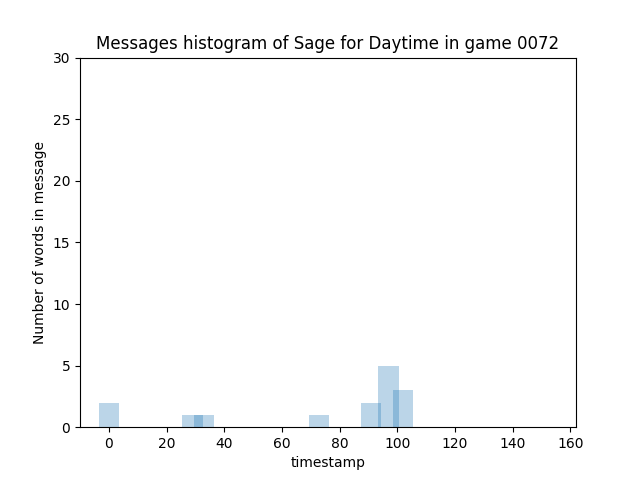 Messages histogram of Sage for Daytime in game 0072
30
25
20
15
10
5
0
Number of words in message
0 20 40 60 80 100 120 140 160
timestamp